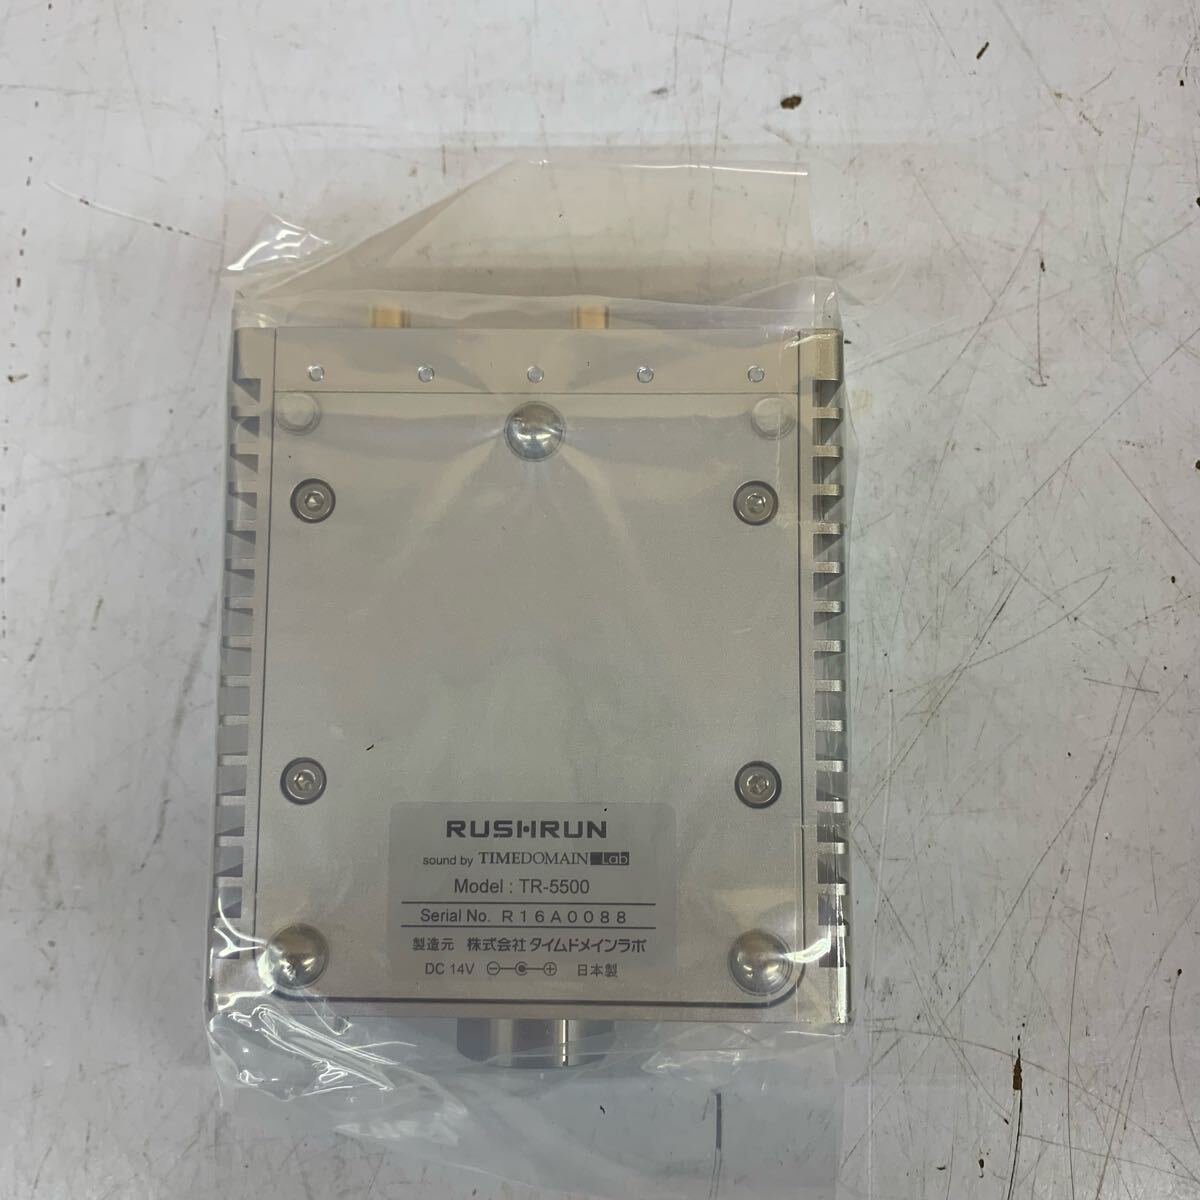 RUSHRUN
sound by TIMEDOMAIN Lab
Model : TR-5500
Serial No. R16A0088
製造元 株式会社 タイムドメインラボ
DC 14V 日本製